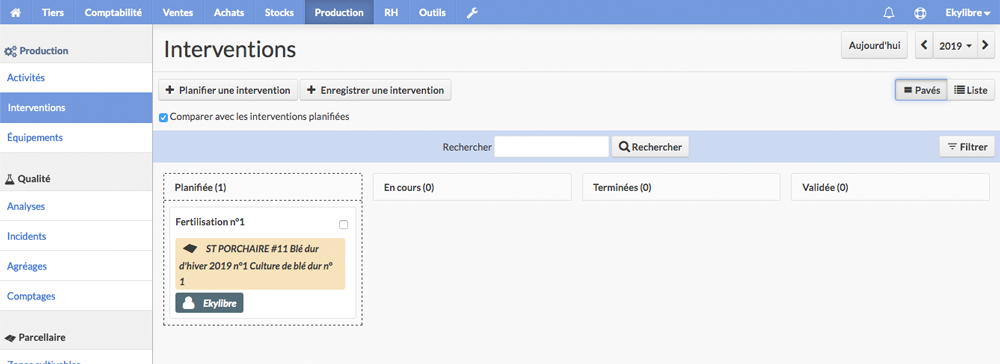 Tiers Comptabilité Ventes Achats Stocks Production RH Outils Ekylibre
Production
Activités
Interventions
Équipements
Qualité
Analyses
Incidents
Agréages
Comptages
Parcellaire
Zones cultivables
Interventions
Aujourd'hui 2019
Planifier une intervention Enregistrer une intervention
Pavés Liste
Comparer avec les interventions planifiées
Rechercher Rechercher Filtrer
Planifiée (1) En cours (0) Terminées (0) Validée (0)
Fertilisation n°1
ST PORCHAIRE #11 Blé dur
d'hiver 2019 n°1 Culture de blé dur n°
1
Ekylibre